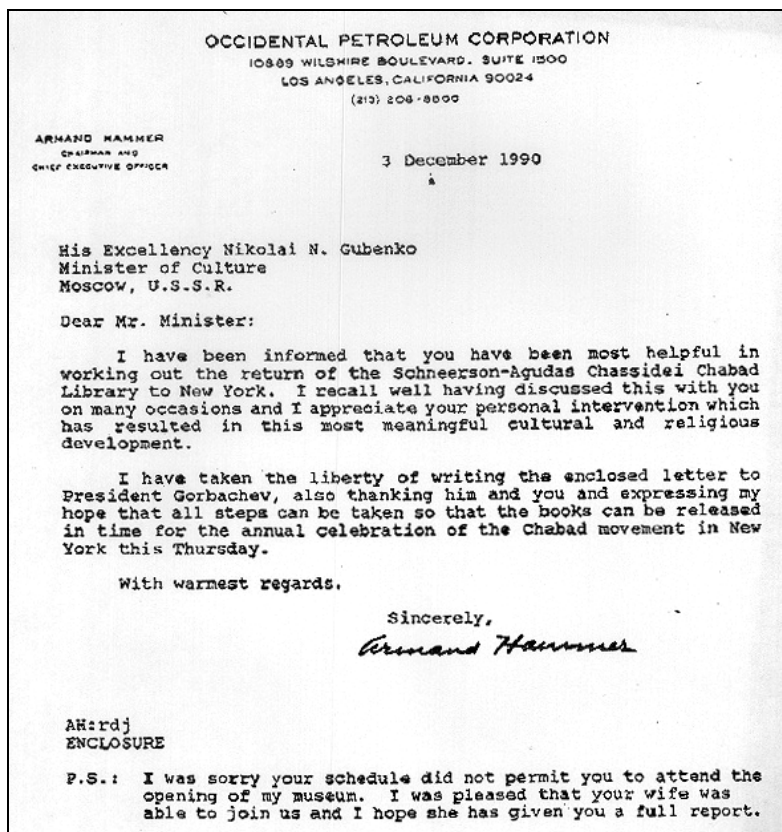 OCCIDENTAL PETROLEUM CORPORATION
10889 WILSHIRE BOULEVARD. SUITE 1500
LOS ANGELES, CALIFORNIA 90024
(213) 208-8800
ARMAND HAMMER
CHAIRMAN AND
CHIEF EXECUTIVE OFFICER
3 December 1990
His Excellency Nikolai N. Gubenko
Minister of Culture
Moscow, U.S.S.R.
Dear Mr. Minister:
I have been informed that you have been most helpful in
working out the return of the Schneerson-Agudas Chassidei Chabad
Library to New York. I recall well having discussed this with you
on many occasions and I appreciate your personal intervention which
has resulted in this most meaningful cultural and religious
development.
I have taken the liberty of writing the enclosed letter to
President Gorbachev, also thanking him and you and expressing my
hope that all steps can be taken so that the books can be released
in time for the annual celebration of the Chabad movement in New
York this Thursday.
With warmest regards.
Sincerely,
Armand Hammer
AH:rdj
ENCLOSURE
P.S.: I was sorry your schedule did not permit you to attend the
opening of my museum. I was pleased that your wife was
able to join us and I hope she has given you a full report.